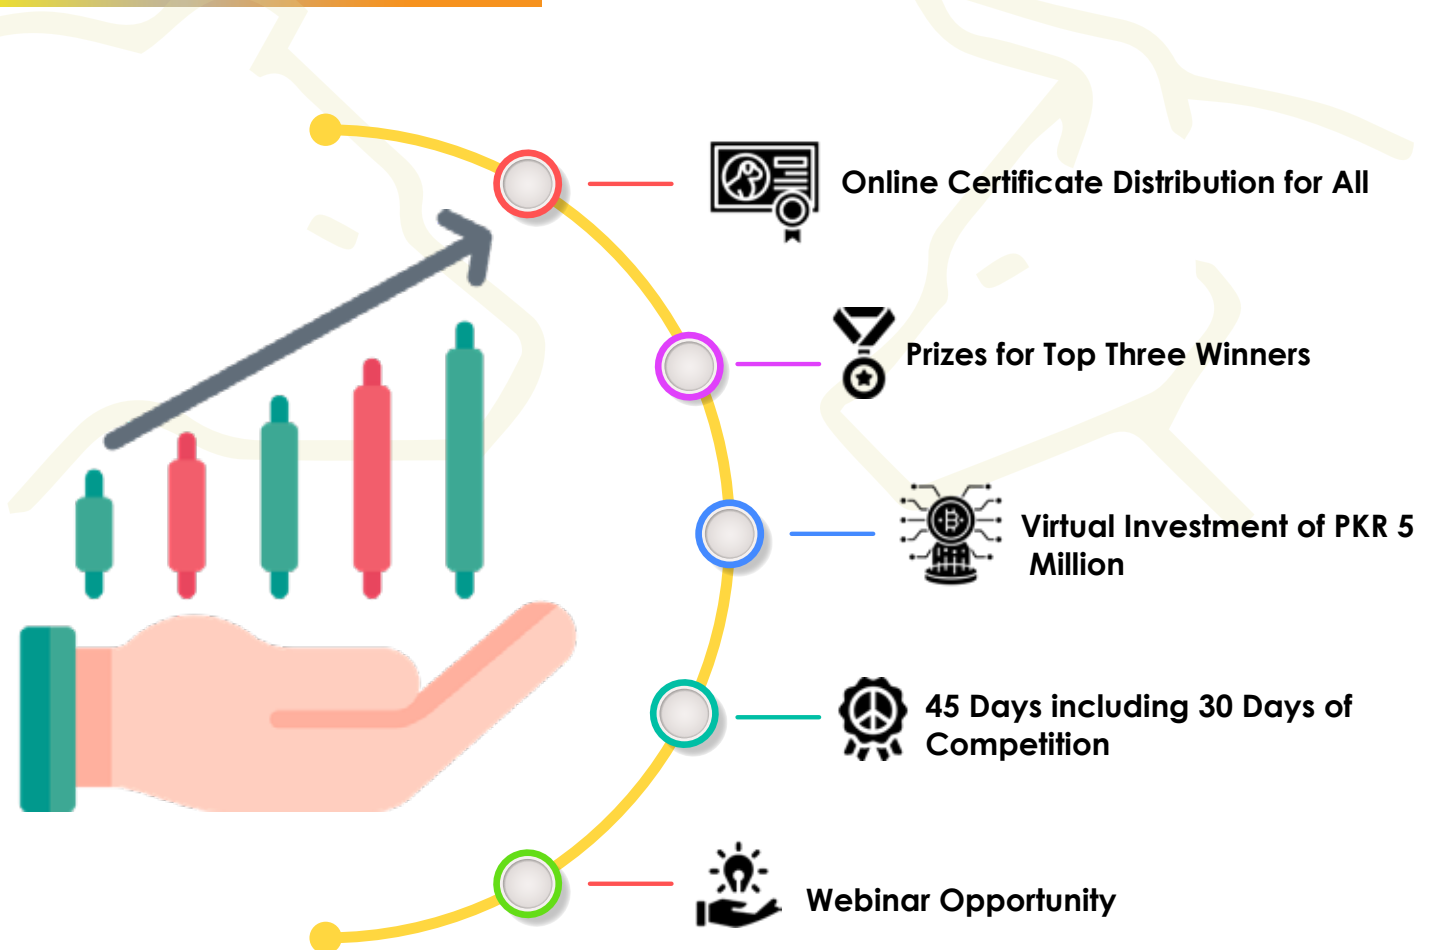 Online Certificate Distribution for All
Prizes for Top Three Winners
Virtual Investment of PKR 5
Million
45 Days including 30 Days of
Competition
Webinar Opportunity